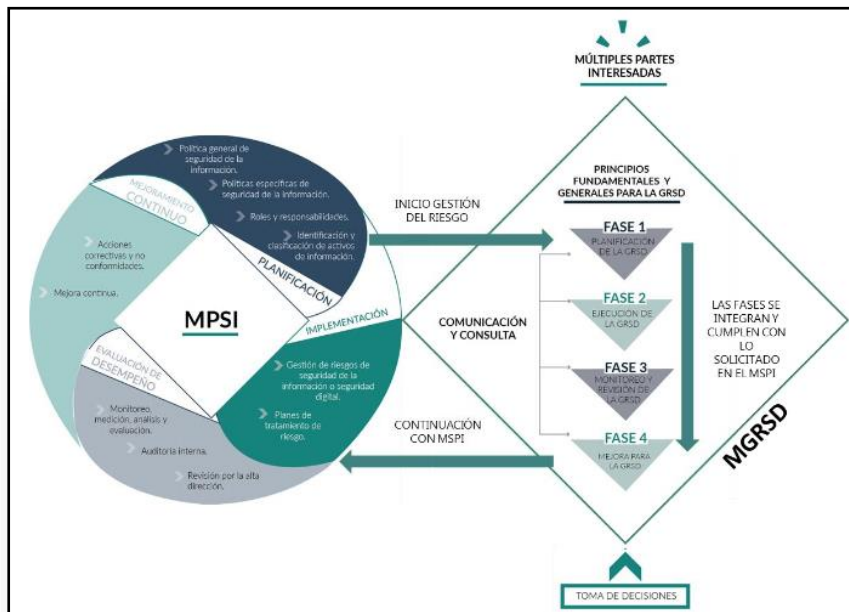 MÚLTIPLES PARTES
INTERESADAS
Política general de
seguridad de la
información.
Políticas específicas de
seguridad de la información.
Roles y responsabilidades.
Identificación y
clasificación de activos
de información.
MEJORAMIENTO
CONTINUO
PLANIFICACIÓN
Acciones
correctivas y no
conformidades.
Mejora continua.
MPSI
IMPLEMENTACIÓN
Gestión de riesgos de
seguridad de la
información o seguridad
digital.
Planes de
tratamiento de
riesgo.
EVALUACIÓN DE
DESEMPEÑO
Monitoreo,
medición, análisis y
evaluación.
Auditoría interna.
Revisión por la alta
dirección.
INICIO GESTIÓN
DEL RIESGO
CONTINUACIÓN
CON MSPI
PRINCIPIOS
FUNDAMENTALES Y
GENERALES PARA LA GRSD
FASE 1
PLANIFICACIÓN
DE LA GRSD
FASE 2
EJECUCIÓN DE
LA GRSD
FASE 3
MONITOREO Y
REVISIÓN DE
LA GRSD
FASE 4
MEJORA PARA
LA GRSD
COMUNICACIÓN
Y CONSULTA
LAS FASES SE
INTEGRAN Y
CUMPLEN CON
LO
SOLICITADO
EN EL MSPI
MGRSD
TOMA DE DECISIONES